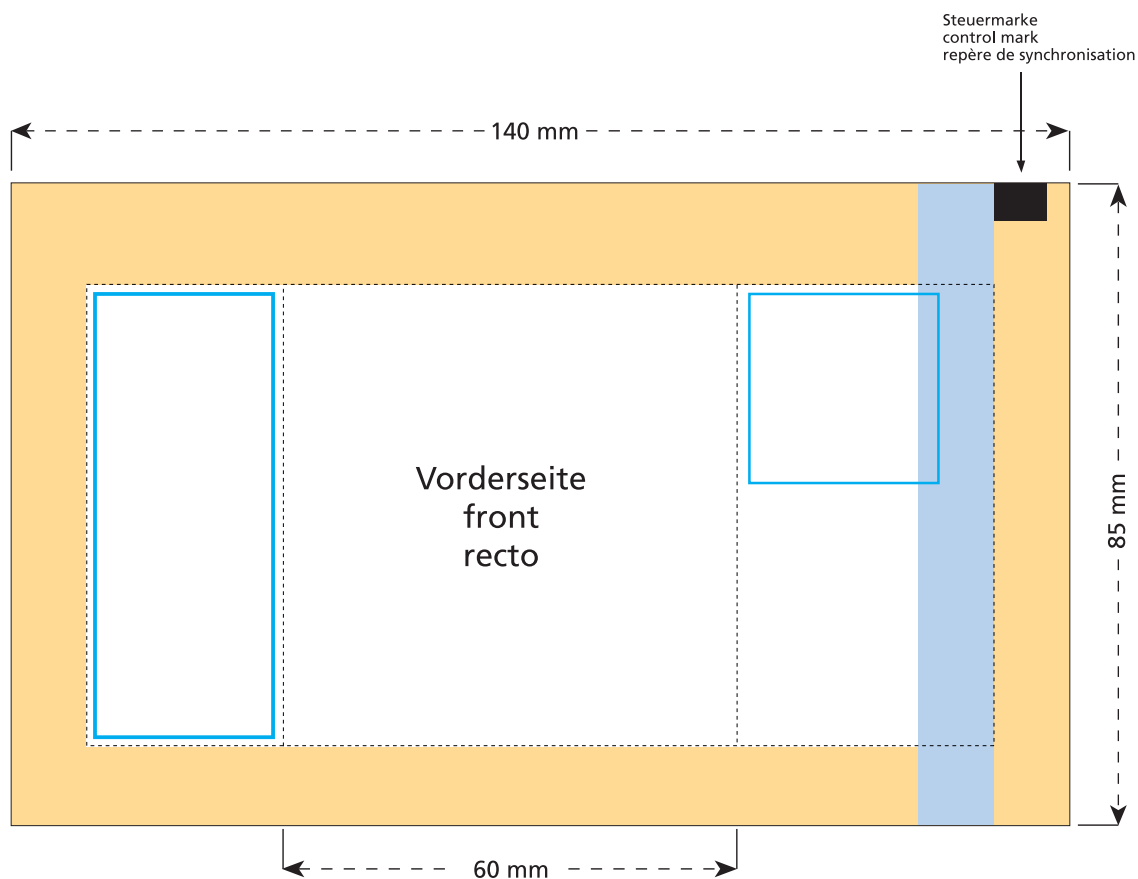 Steuermarke
control mark
repère de synchronisation
140 mm
Vorderseite
front
recto
85 mm
60 mm